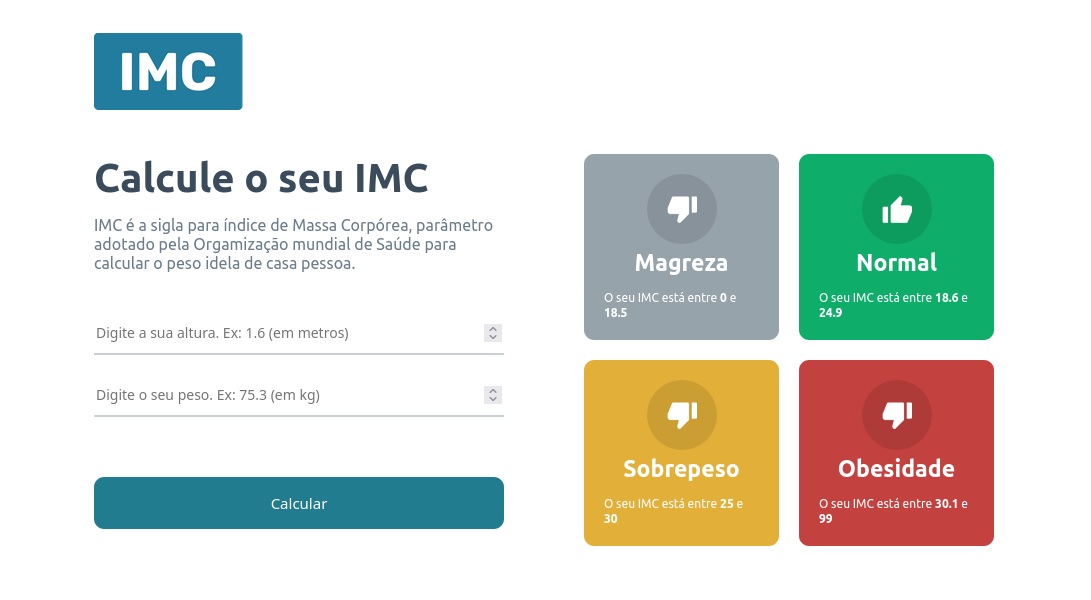 IMC
Calcule o seu IMC
IMC é a sigla para índice de Massa Corpórea, parâmetro
adotado pela Orgamização mundial de Saúde para
calcular o peso idela de casa pessoa.
Digite a sua altura. Ex: 1.6 (em metros)
Digite o seu peso. Ex: 75.3 (em kg)
Calcular
Magreza
O seu IMC está entre 0 e
18.5
Normal
O seu IMC está entre 18.6 e
24.9
Sobrepeso
O seu IMC está entre 25 e
30
Obesidade
O seu IMC está entre 30.1 e
99